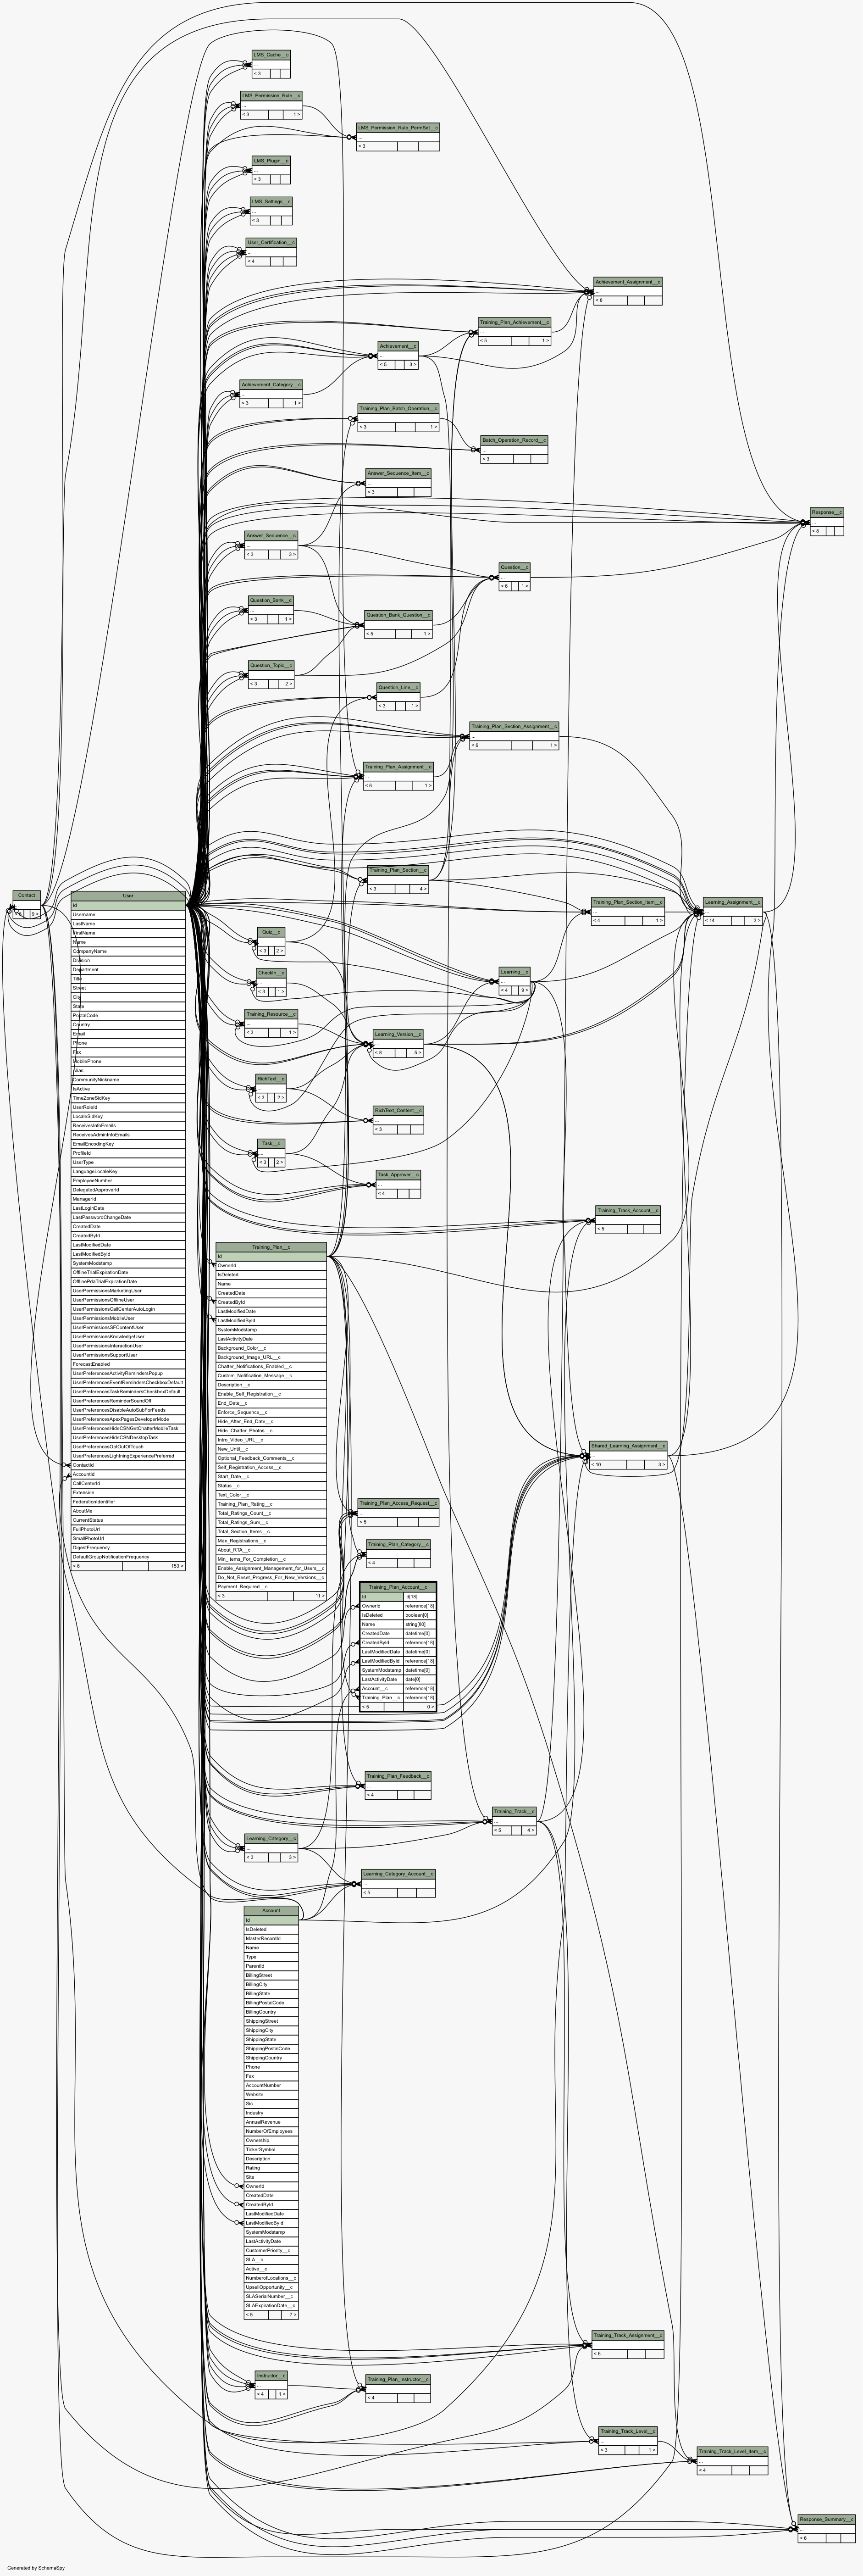 LMS_Cache__c
...
< 3
LMS_Permission_Rule__c
...
< 3 1 >
LMS_Permission_Rule_PermSet__c
...
< 3
LMS_Plugin__c
...
< 3
LMS_Settings__c
...
< 3
User_Certification__c
...
< 4
Achievement_Assignment__c
...
< 8
Training_Plan_Achievement__c
...
< 5 1 >
Achievement__c
...
< 5 3 >
Achievement_Category__c
...
< 3 1 >
Training_Plan_Batch_Operation__c
...
< 3 1 >
Batch_Operation_Record__c
...
< 3
Answer_Sequence_Item__c
...
< 3
Response__c
...
< 8
Answer_Sequence__c
...
< 3 3 >
Question__c
...
< 6 1 >
Question_Bank__c
...
< 3 1 >
Question_Bank_Question__c
...
< 5 1 >
Question_Topic__c
...
< 3 2 >
Question_Line__c
...
< 3 1 >
Training_Plan_Section_Assignment__c
...
< 6 1 >
Training_Plan_Assignment__c
...
< 6 1 >
Training_Plan_Section__c
...
< 3 4 >
Training_Plan_Section_Item__c
...
< 4 1 >
Learning_Assignment__c
...
< 14 3 >
Contact
9 >
User
Id
Username
LastName
FirstName
Name
CompanyName
Division
Department
Title
Street
City
State
PostalCode
Country
Email
Phone
Fax
MobilePhone
Alias
CommunityNickname
IsActive
TimeZoneSidKey
UserRoleId
LocaleSidKey
ReceivesInfoEmails
ReceivesAdminInfoEmails
EmailEncodingKey
ProfileId
UserType
LanguageLocaleKey
EmployeeNumber
DelegatedApproverId
ManagerId
LastLoginDate
LastPasswordChangeDate
CreatedDate
CreatedById
LastModifiedDate
LastModifiedById
SystemModstamp
OfflineTrialExpirationDate
OfflinePdaTrialExpirationDate
UserPermissionsMarketingUser
UserPermissionsOfflineUser
UserPermissionsCallCenterAutoLogin
UserPermissionsMobileUser
UserPermissionsSFContentUser
UserPermissionsKnowledgeUser
UserPermissionsInteractionUser
UserPermissionsSupportUser
ForecastEnabled
UserPreferencesActivityRemindersPopup
UserPreferencesEventRemindersCheckboxDefault
UserPreferencesTaskRemindersCheckboxDefault
UserPreferencesReminderSoundOff
UserPreferencesDisableAutoSubForFeeds
UserPreferencesApexPagesDeveloperMode
UserPreferencesHideCSNGetChatterMobileTask
UserPreferencesHideCSNDesktopTask
UserPreferencesOptOutOfTouch
UserPreferencesLightningExperiencePreferred
ContactId
AccountId
CallCenterId
Extension
FederationIdentifier
AboutMe
CurrentStatus
FullPhotoUrl
SmallPhotoUrl
DigestFrequency
DefaultGroupNotificationFrequency
< 6 153 >
Quiz__c
...
< 3 2 >
CheckIn__c
...
< 3 1 >
Learning__c
...
< 4 9 >
Training_Resource__c
...
< 3 1 >
Learning_Version__c
...
< 8 5 >
RichText__c
...
< 3 2 >
RichText_Content__c
...
< 3
Task__c
...
< 3 2 >
Task_Approver__c
...
< 4
Training_Track_Account__c
...
< 5
Training_Plan__c
Id
OwnerId
IsDeleted
Name
CreatedDate
CreatedById
LastModifiedDate
LastModifiedById
SystemModstamp
LastActivityDate
Background_Color__c
Background_Image_URL__c
Chatter_Notifications_Enabled__c
Custom_Notification_Message__c
Description__c
Enable_Self_Registration__c
End_Date__c
Enforce_Sequence__c
Hide_After_End_Date__c
Hide_Chatter_Photos__c
Intro_Video_URL__c
New_Until__c
Optional_Feedback_Comments__c
Self_Registration_Access__c
Start_Date__c
Status__c
Text_Color__c
Training_Plan_Rating__c
Total_Ratings_Count__c
Total_Ratings_Sum__c
Total_Section_Items__c
Max_Registrations__c
About_RTA__c
Min_Items_For_Completion__c
Enable_Assignment_Management_for_Users__c
Do_Not_Reset_Progress_For_New_Versions__c
Payment_Required__c
< 3 11 >
Shared_Learning_Assignment__c
...
< 10 3 >
Training_Plan_Access_Request__c
...
< 5
Training_Plan_Category__c
...
< 4
Training_Plan_Account__c
Id id[18]
OwnerId reference[18]
IsDeleted boolean[0]
Name string[80]
CreatedDate datetime[0]
CreatedById reference[18]
LastModifiedDate datetime[0]
LastModifiedById reference[18]
SystemModstamp datetime[0]
LastActivityDate date[0]
Account__c reference[18]
Training_Plan__c reference[18]
< 5 0 >
Training_Plan_Feedback__c
...
< 4
Training_Track__c
...
< 5 4 >
Learning_Category__c
...
< 3 3 >
Learning_Category_Account__c
...
< 5
Account
Id
IsDeleted
MasterRecordId
Name
Type
ParentId
BillingStreet
BillingCity
BillingState
BillingPostalCode
BillingCountry
ShippingStreet
ShippingCity
ShippingState
ShippingPostalCode
ShippingCountry
Phone
Fax
AccountNumber
Website
Sic
Industry
AnnualRevenue
NumberOfEmployees
Ownership
TickerSymbol
Description
Rating
Site
OwnerId
CreatedDate
CreatedById
LastModifiedDate
LastModifiedById
SystemModstamp
LastActivityDate
CustomerPriority__c
SLA__c
Active__c
NumberofLocations__c
UpsellOpportunity__c
SLASerialNumber__c
SLAExpirationDate__c
< 5 7 >
Training_Track_Assignment__c
...
< 6
Instructor__c
...
< 4 1 >
Training_Plan_Instructor__c
...
< 4
Training_Track_Level__c
...
< 3 1 >
Training_Track_Level_Item__c
...
< 4
Response_Summary__c
...
< 6
Generated by SchemaSpy